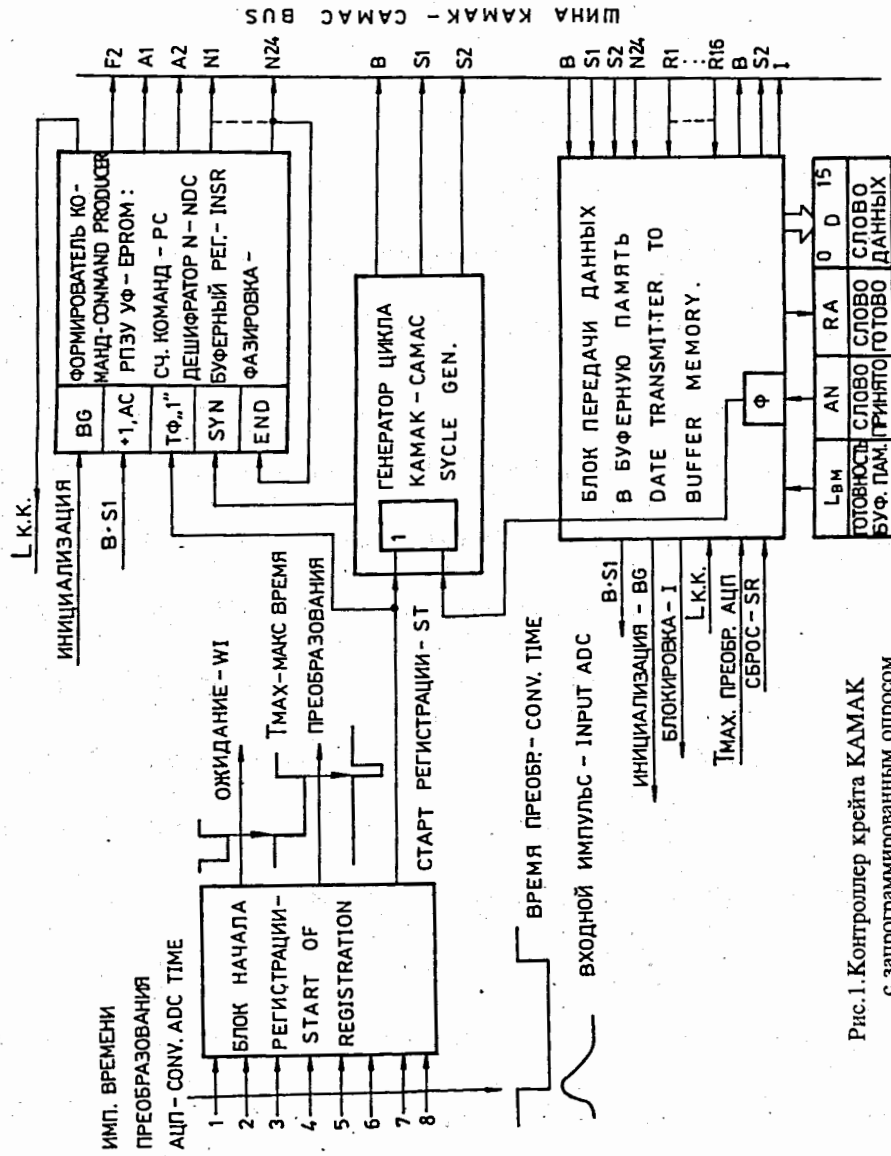 ШИНА КАМАК - CAMAC BUS
L К.К.
ИНИЦИАЛИЗАЦИЯ
B·S1
BG
+1,AC
ТФ„1"
SYN
END
ФОРМИРОВАТЕЛЬ КО-
МАНД-COMMAND PRODUCER
РПЗУ УФ - EPROM :
СЧ. КОМАНД - PC
ДЕШИФРАТОР N - NDC
БУФЕРНЫЙ РЕГ.- INSR
ФАЗИРОВКА -
F2
A1
A2
N1
N24
ИМП. ВРЕМЕНИ
ПРЕОБРАЗОВАНИЯ
АЦП - CONV. ADC TIME
1
2
3
4
5
6
7
8
БЛОК НАЧАЛА
РЕГИСТРАЦИИ-
START OF
REGISTRATION
ОЖИДАНИЕ - WI
TMAX-МАКС ВРЕМЯ
ПРЕОБРАЗОВАНИЯ
СТАРТ РЕГИСТРАЦИИ - ST
1
ГЕНЕРАТОР ЦИКЛА
КАМАК - CAMAC
SYCLE GEN.
B
S1
S2
ВРЕМЯ ПРЕОБР.- CONV. TIME
ВХОДНОЙ ИМПУЛЬС - INPUT ADC
БЛОК ПЕРЕДАЧИ ДАННЫХ
В БУФЕРНУЮ ПАМЯТЬ
DATE TRANSMITTER TO
BUFFER MEMORY.
Ф
B
S1
S2
N24
R1
R16
B
S2
I
B·S1
ИНИЦИАЛИЗАЦИЯ - BG
БЛОКИРОВКА - I
L К.К.
TMAX. ПРЕОБР. АЦП
СБРОС - SR
LBM
AN
RA
0 D 15
ГОТОВНОСТЬ БУФ. ПАМ.
СЛОВО ПРИНЯТО
СЛОВО ГОТОВО
СЛОВО ДАННЫХ
Рис.1.Контроллер крейта КАМАК
с запрограммированным опросом